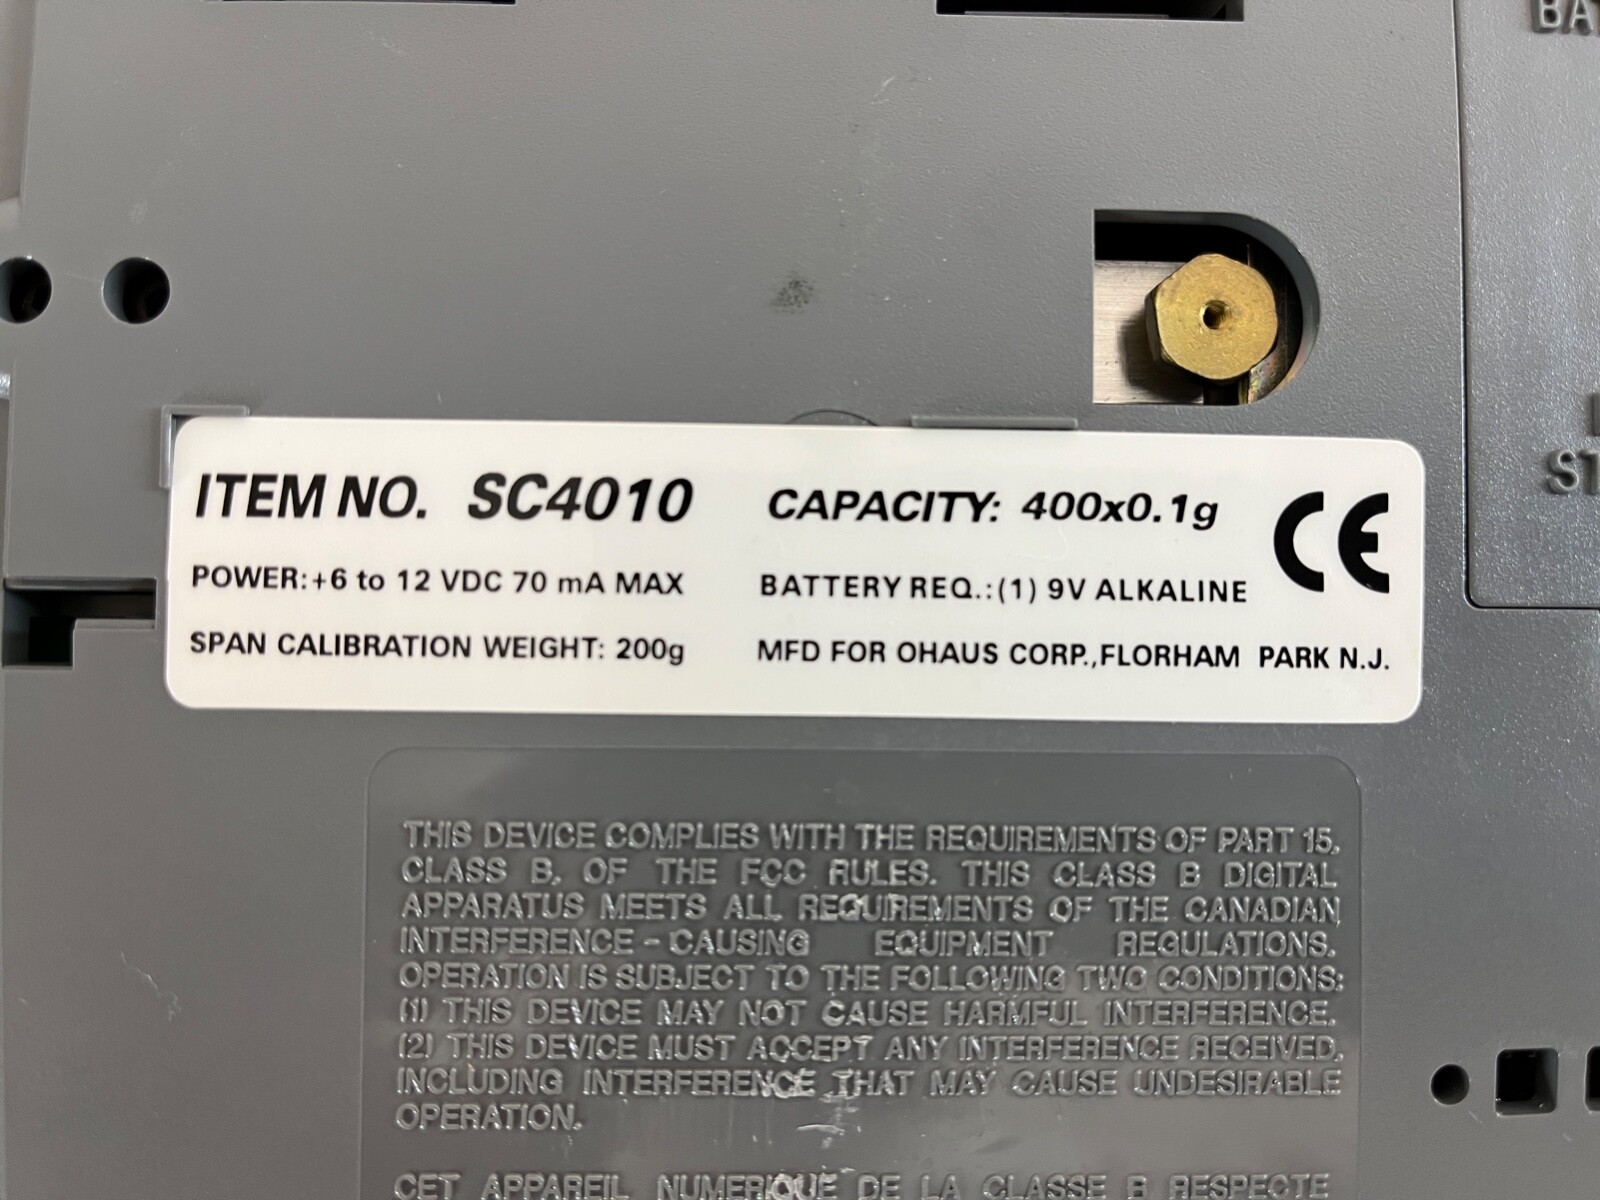 ITEM NO. SC4010
CAPACITY: 400x0.1g
CE
POWER:+6 to 12 VDC 70 mA MAX
BATTERY REQ.:(1) 9V ALKALINE
SPAN CALIBRATION WEIGHT: 200g
MFD FOR OHAUS CORP.,FLORHAM PARK N.J.
THIS DEVICE COMPLIES WITH THE REQUIREMENTS OF PART 15,
CLASS B, OF THE FCC RULES. THIS CLASS B DIGITAL
APPARATUS MEETS ALL REQUIREMENTS OF THE CANADIAN
INTERFERENCE - CAUSING EQUIPMENT REGULATIONS.
OPERATION IS SUBJECT TO THE FOLLOWING TWO CONDITIONS:
(1) THIS DEVICE MAY NOT CAUSE HARMFUL INTERFERENCE.
(2) THIS DEVICE MUST ACCEPT ANY INTERFERENCE RECEIVED,
INCLUDING INTERFERENCE THAT MAY CAUSE UNDESIRABLE
OPERATION.
CET APPAREIL NUMERIQUE DE LA CLASSE B RESPECTE